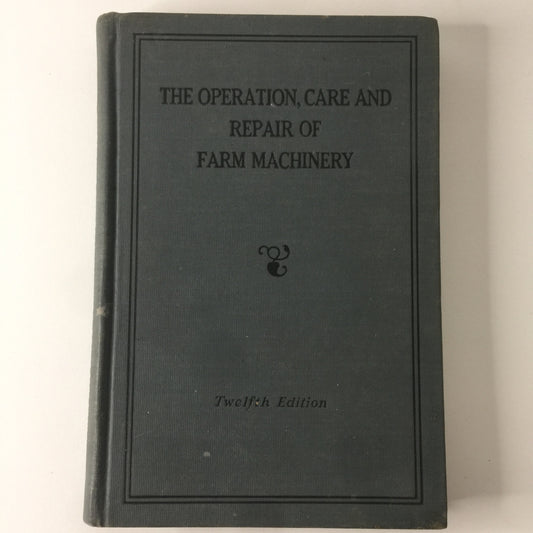 THE OPERATION, CARE AND
REPAIR OF
FARM MACHINERY
Twelfth Edition